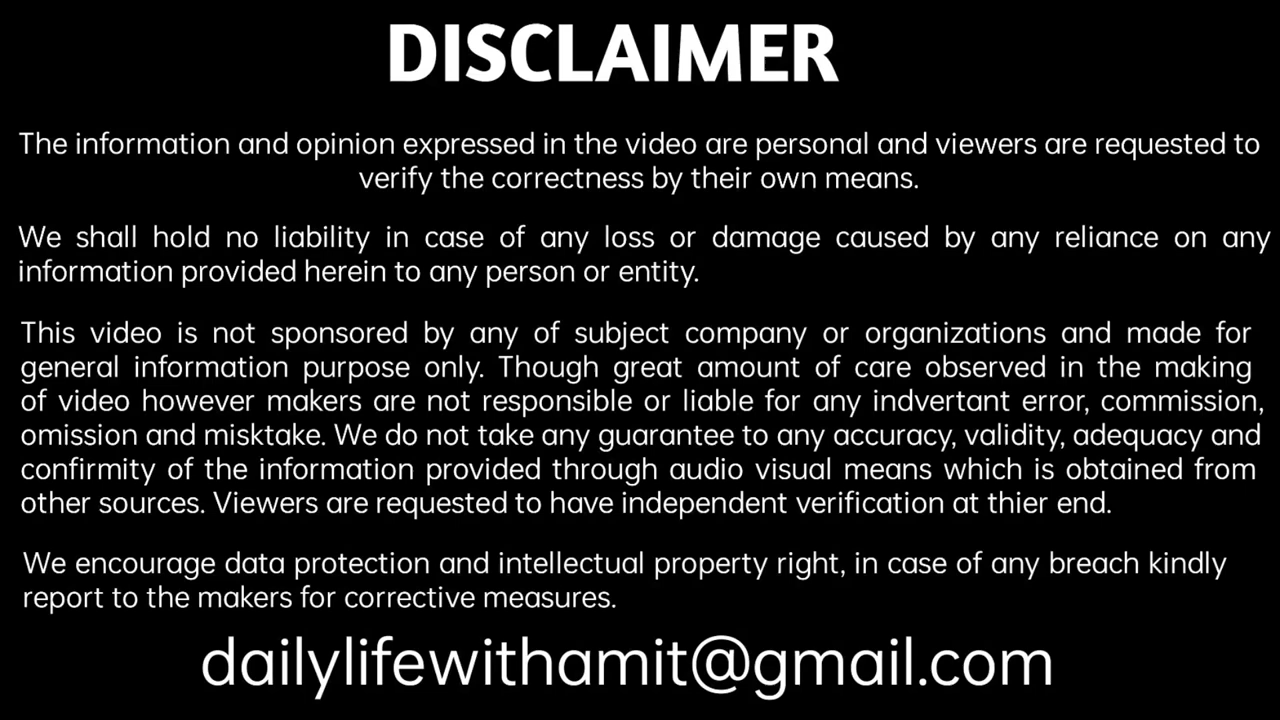 DISCLAIMER
The information and opinion expressed in the video are personal and viewers are requested to
verify the correctness by their own means.
We shall hold no liability in case of any loss or damage caused by any reliance on any
information provided herein to any person or entity.
This video is not sponsored by any of subject company or organizations and made for
general information purpose only. Though great amount of care observed in the making
of video however makers are not responsible or liable for any indvertant error, commission,
omission and misktake. We do not take any guarantee to any accuracy, validity, adequacy and
confirmity of the information provided through audio visual means which is obtained from
other sources. Viewers are requested to have independent verification at thier end.
We encourage data protection and intellectual property right, in case of any breach kindly
report to the makers for corrective measures.
dailylifewithamit@gmail.com